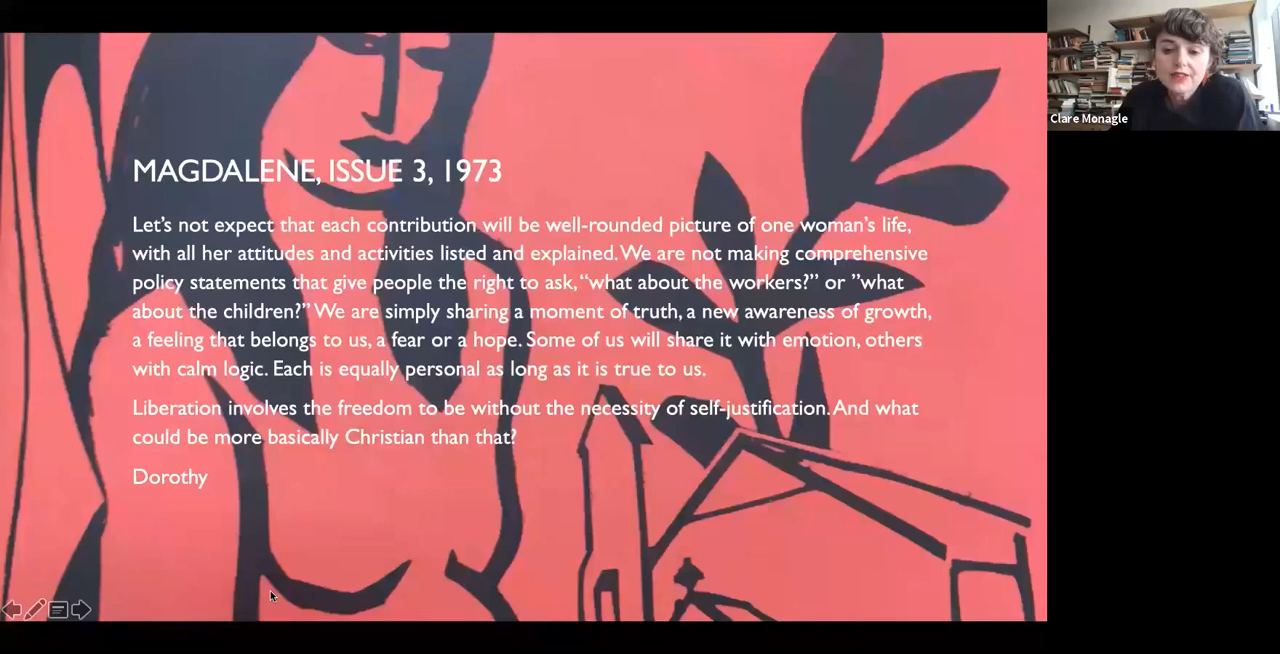 MAGDALENE, ISSUE 3, 1973
Let’s not expect that each contribution will be well-rounded picture of one woman’s life,
with all her attitudes and activities listed and explained. We are not making comprehensive
policy statements that give people the right to ask, “what about the workers?” or ”what
about the children?” We are simply sharing a moment of truth, a new awareness of growth,
a feeling that belongs to us, a fear or a hope. Some of us will share it with emotion, others
with calm logic. Each is equally personal as long as it is true to us.
Liberation involves the freedom to be without the necessity of self-justification. And what
could be more basically Christian than that?
Dorothy
Clare Monagle